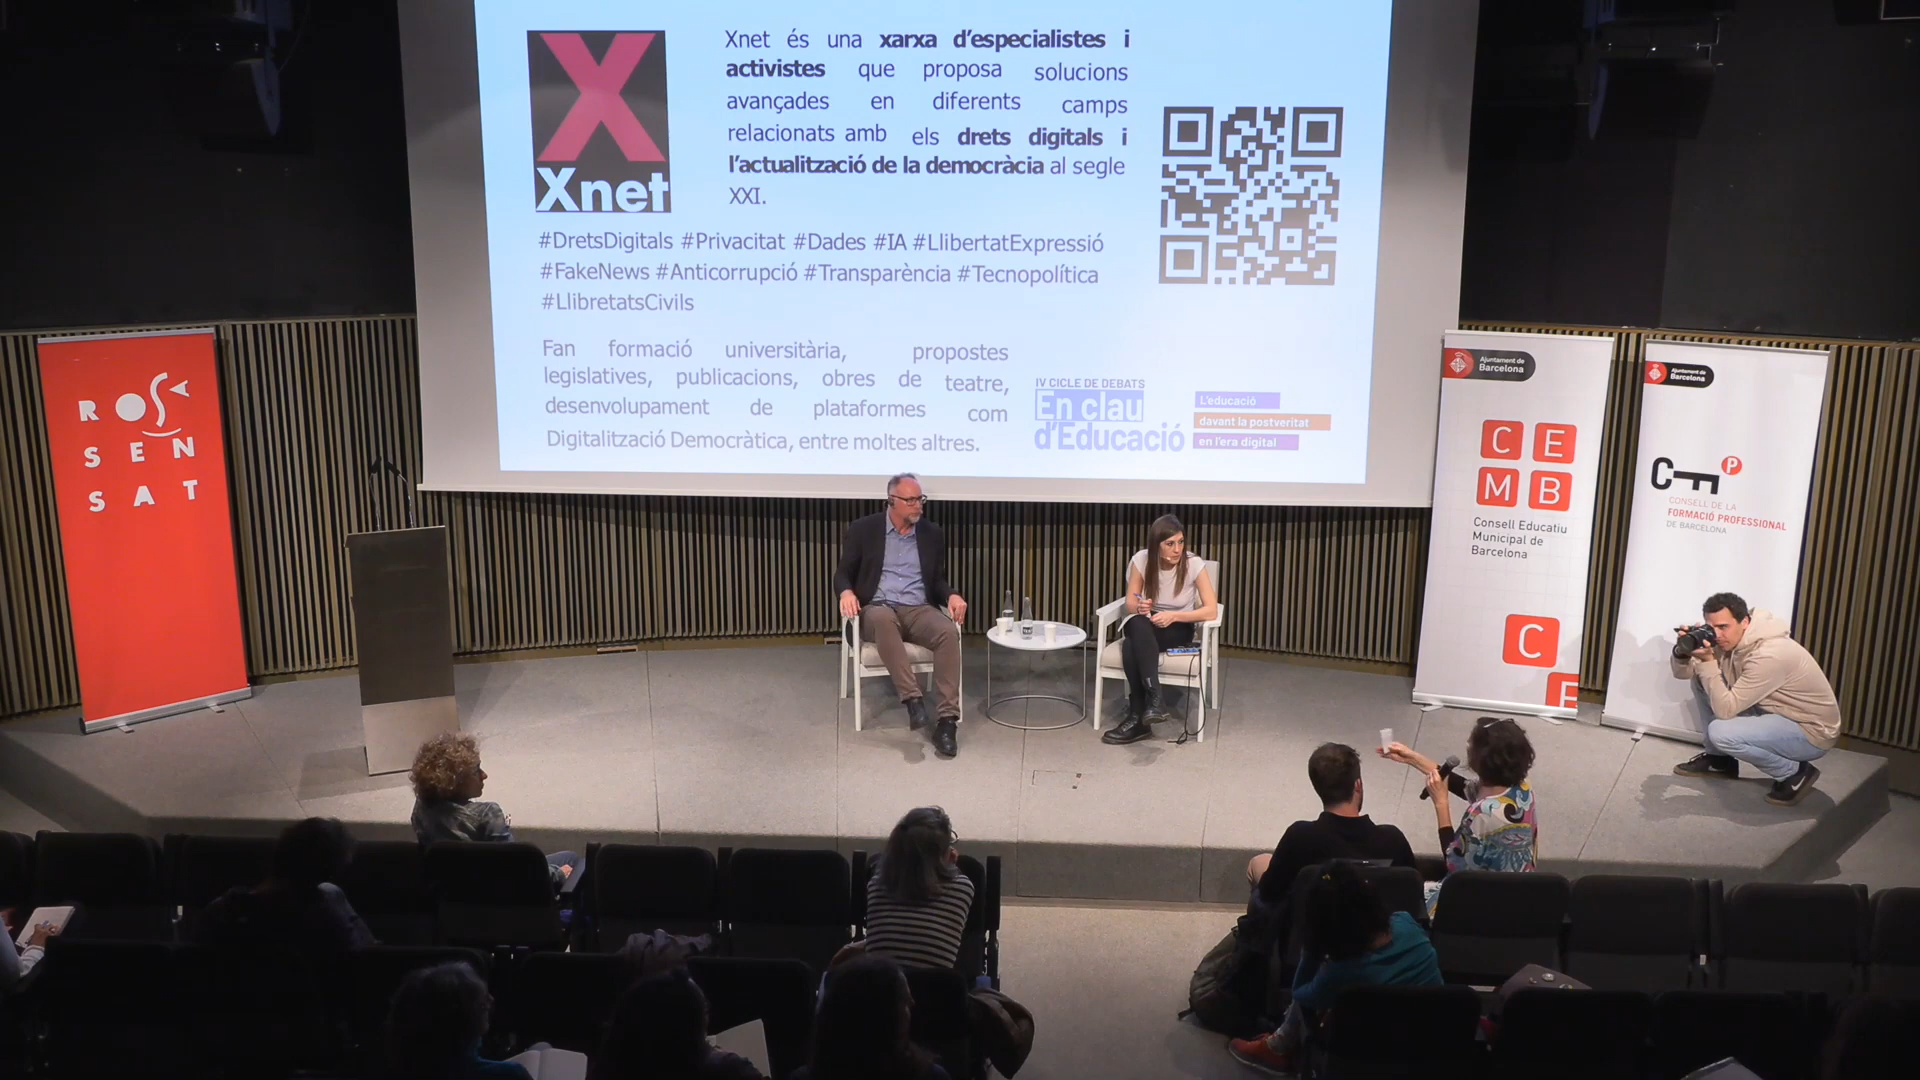 X
Xnet
Xnet és una xarxa d'especialistes i
activistes que proposa solucions
avançades en diferents camps
relacionats amb els drets digitals i
l'actualització de la democràcia al segle
XXI.
#DretsDigitals #Privacitat #Dades #IA #LlibertatExpressió
#FakeNews #Anticorrupció #Transparència #Tecnopolítica
#LlibretatsCivils
Fan formació universitària, propostes
legislatives, publicacions, obres de teatre,
desenvolupament de plataformes com
Digitalització Democràtica, entre moltes altres.
IV CICLE DE DEBATS
En clau
d'Educació
L'educació
davant la postveritat
en l'era digital
ROSA
SEN
SAT
Ajuntament de
Barcelona
CE
MB
Consell Educatiu
Municipal de
Barcelona
C
E
Ajuntament de
Barcelona
CFP
CONSELL DE LA
FORMACIÓ PROFESSIONAL
DE BARCELONA